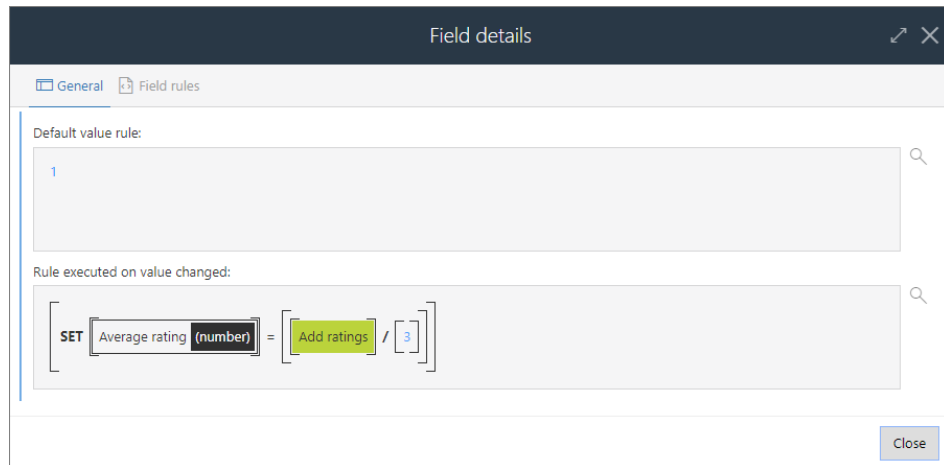 Field details
General Field rules
Default value rule:
1
Rule executed on value changed:
SET Average rating (number) = Add ratings / 3
Close